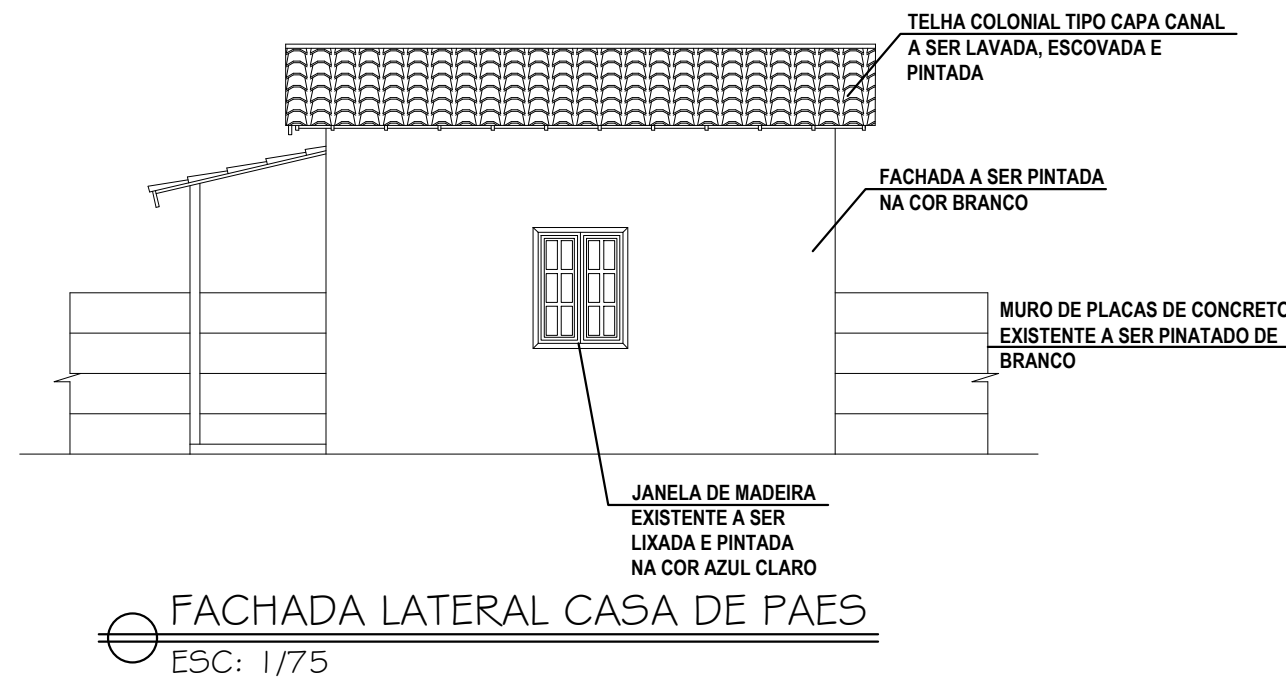 TELHA COLONIAL TIPO CAPA CANAL
A SER LAVADA, ESCOVADA E
PINTADA
FACHADA A SER PINTADA
NA COR BRANCO
MURO DE PLACAS DE CONCRETO
EXISTENTE A SER PINATADO DE
BRANCO
JANELA DE MADEIRA
EXISTENTE A SER
LIXADA E PINTADA
NA COR AZUL CLARO
FACHADA LATERAL CASA DE PAES
ESC: 1/75